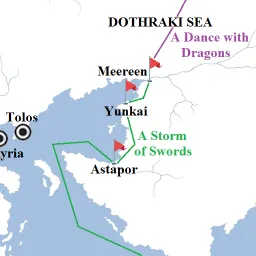 DOTHRAKI SEA
A Dance with
Dragons
Meereen
Yunkai
Tolos
yria
A Storm
of Swords
Astapor